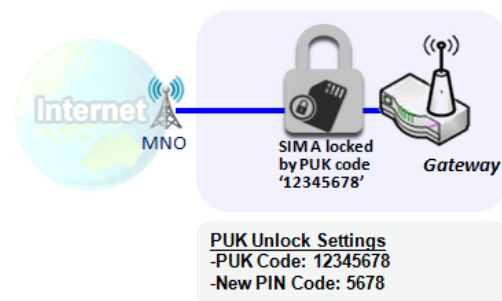 Internet
MNO
SIM A locked
by PUK code
‘12345678’
Gateway
PUK Unlock Settings
-PUK Code: 12345678
-New PIN Code: 5678